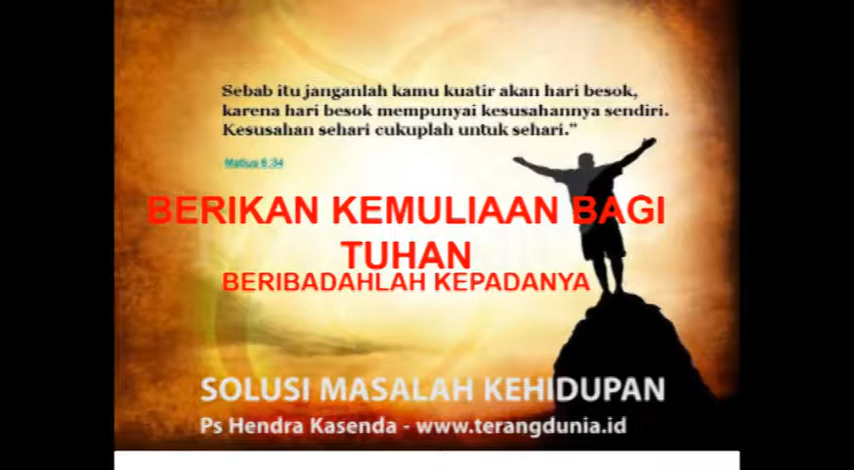 Sebab itu janganlah kamu kuatir akan hari besok,
karena hari besok mempunyai kesusahannya sendiri.
Kesusahan sehari cukuplah untuk sehari."
Matius 6:34
BERIKAN KEMULIAAN BAGI
TUHAN
BERIBADAHLAH KEPADANYA
SOLUSI MASALAH KEHIDUPAN
Ps Hendra Kasenda - www.terangdunia.id